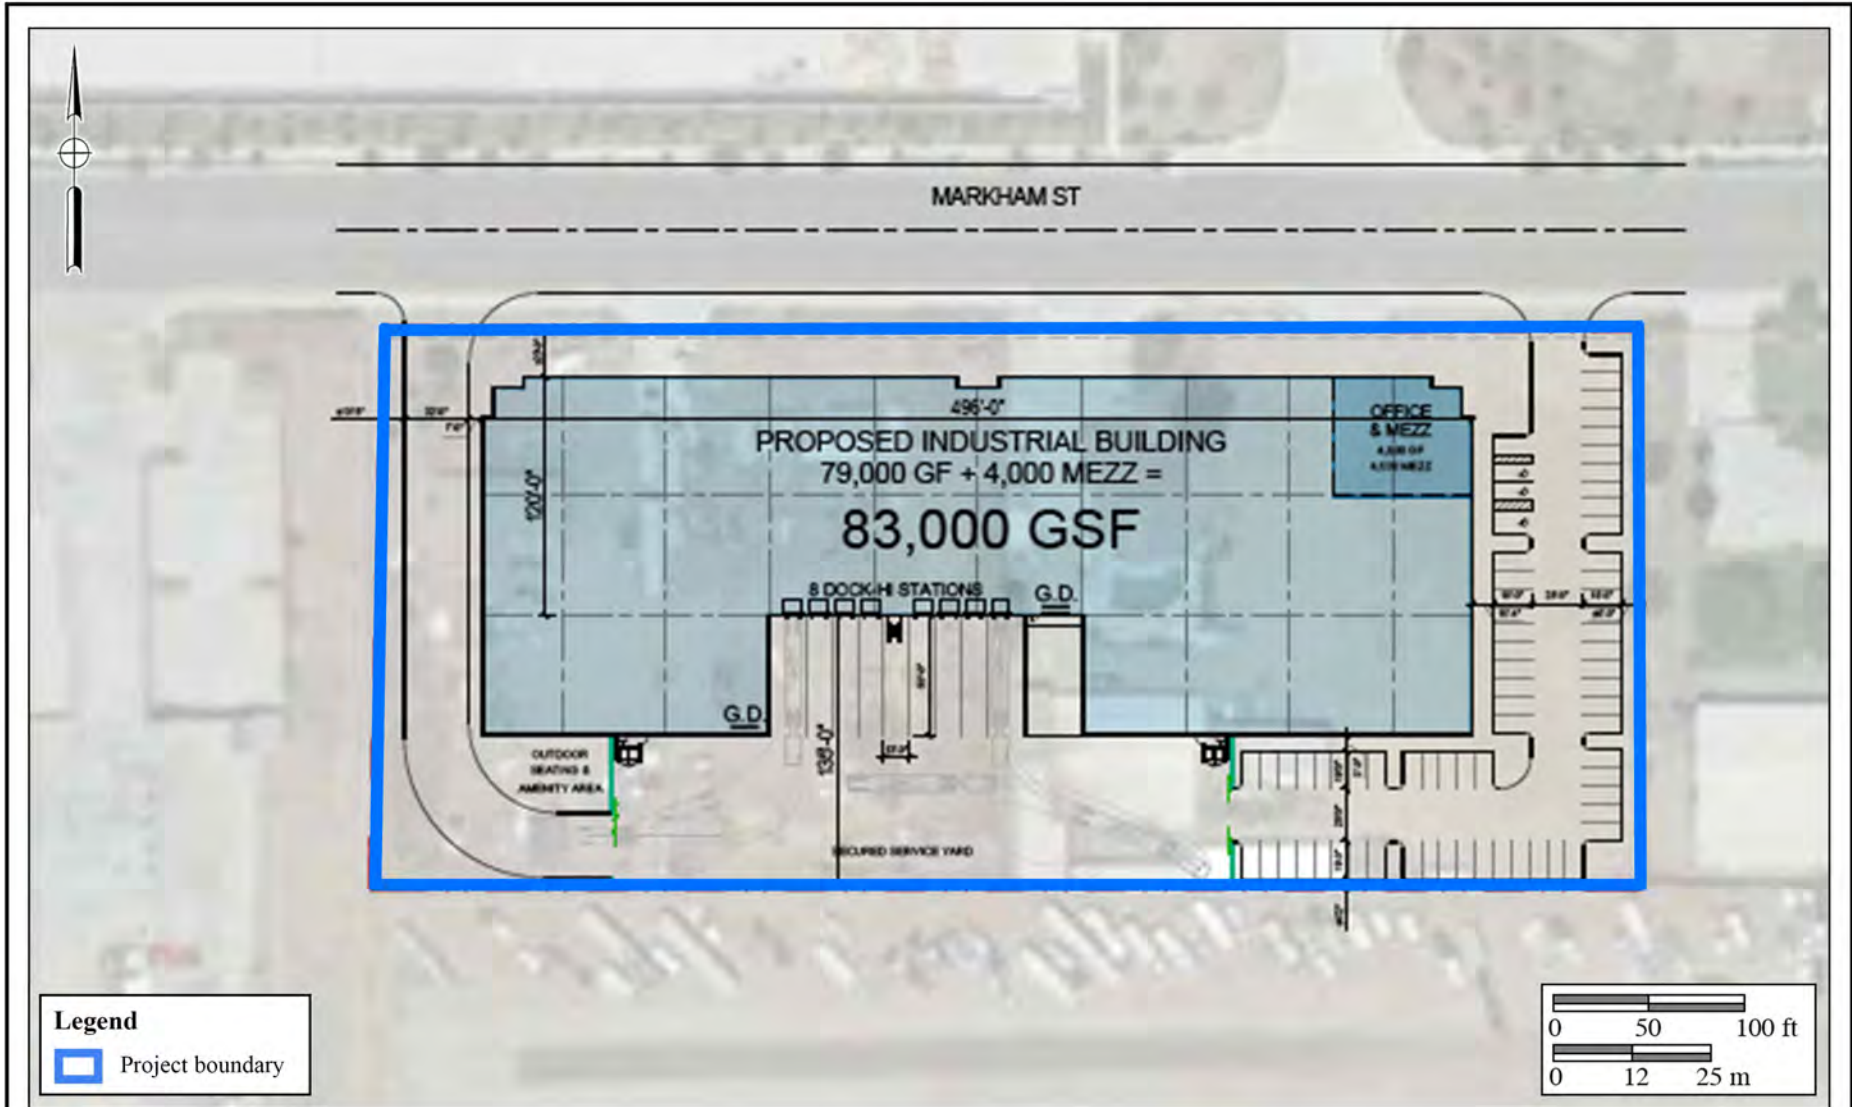 MARKHAM ST
496'-0"
OFFICE
& MEZZ
PROPOSED INDUSTRIAL BUILDING
79,000 GF + 4,000 MEZZ =
120'-0"
83,000 GSF
8 DOCK-HI STATIONS
G.D.
G.D.
OUTDOOR
SEATING &
AMENITY AREA
SECURED SERVICE YARD
Legend
Project boundary
0 50 100 ft
0 12 25 m